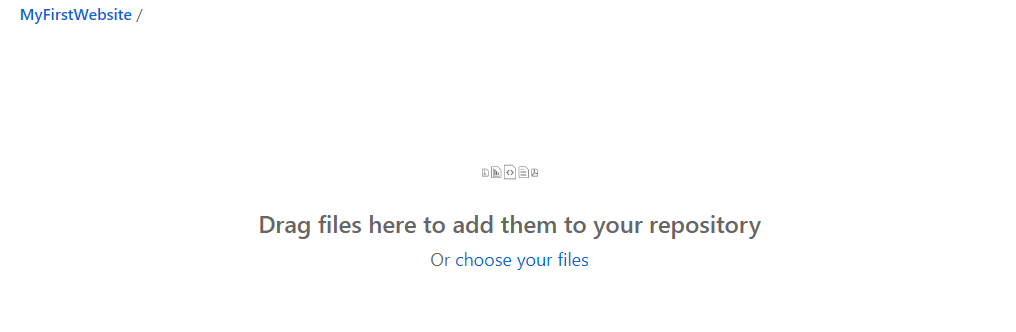 MyFirstWebsite /
Drag files here to add them to your repository
Or choose your files